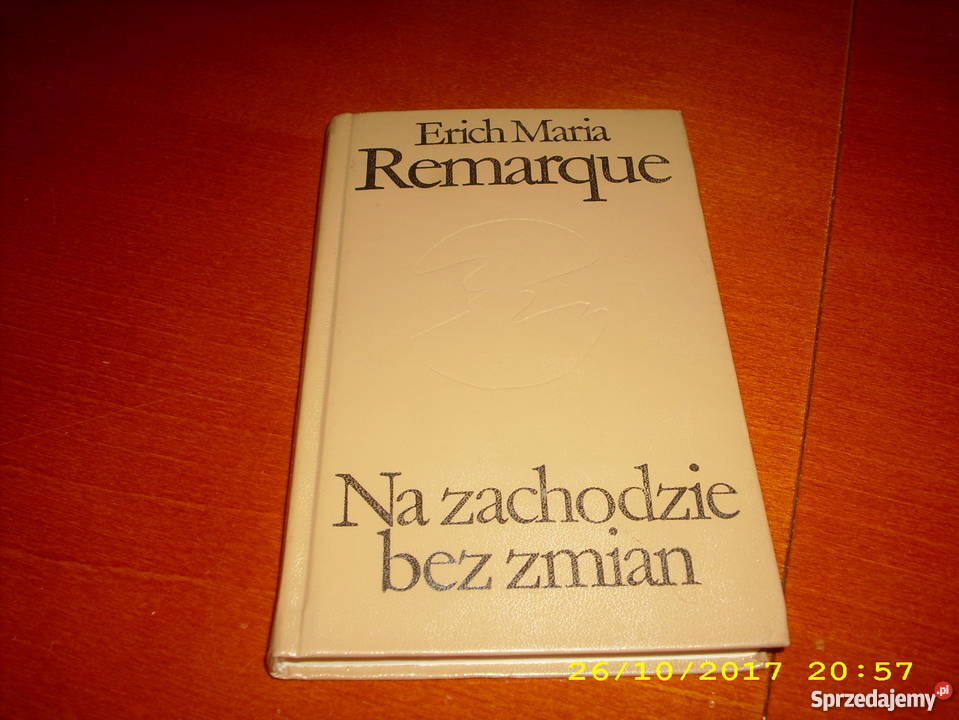 Erich Maria
Remarque
Na zachodzie
bez zmian
26/10/2017 20:57
Sprzedajemy.pl